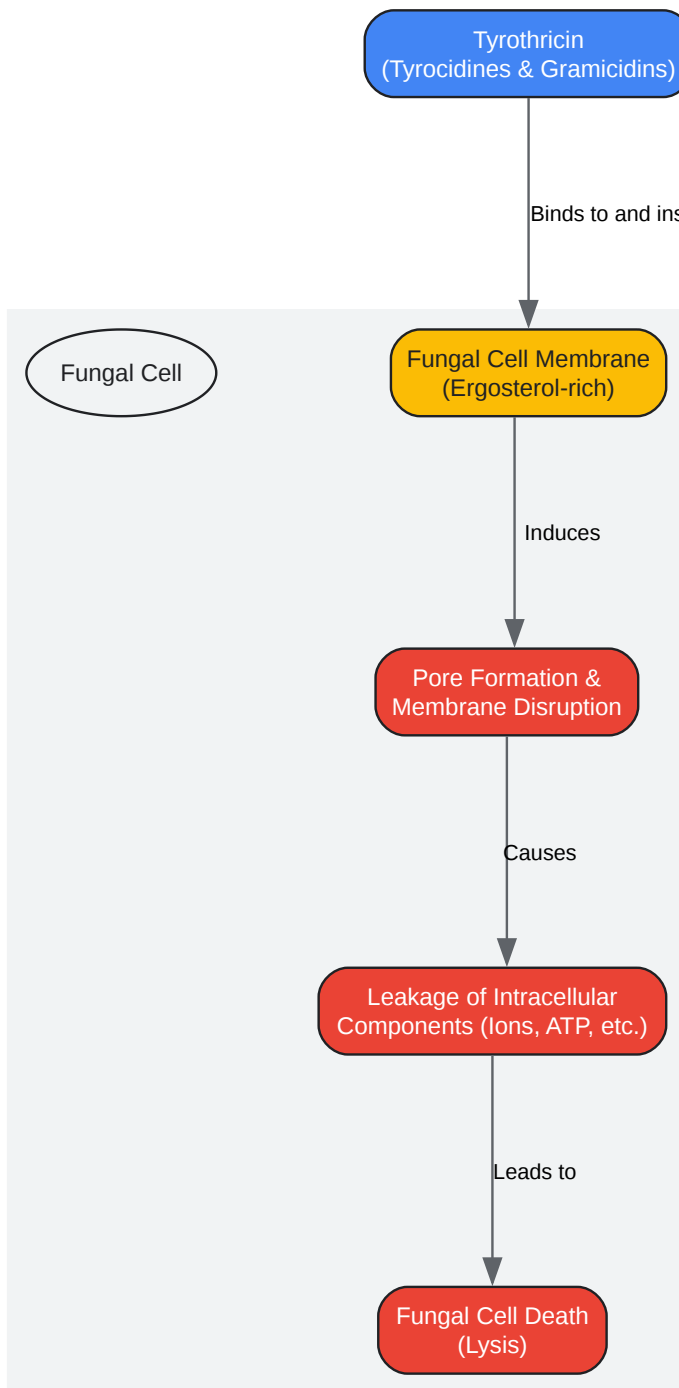 Tyrothricin
(Tyrocidines & Gramicidins)
Binds to and ins
Fungal Cell
Fungal Cell Membrane
(Ergosterol-rich)
Induces
Pore Formation &
Membrane Disruption
Causes
Leakage of Intracellular
Components (Ions, ATP, etc.)
Leads to
Fungal Cell Death
(Lysis)